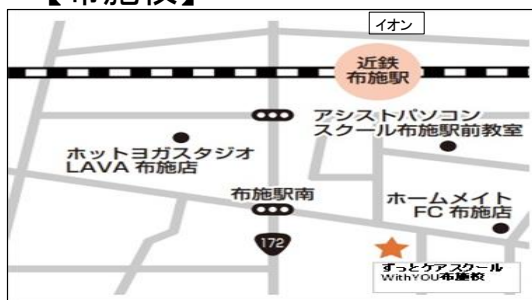 【布施校】
イオン
近鉄
布施駅
アシストパソコン
スクール布施駅前教室
ホットヨガスタジオ
LAVA 布施店
布施駅南
ホームメイト
FC 布施店
172
ずっとケアスクール
WithYOU布施校